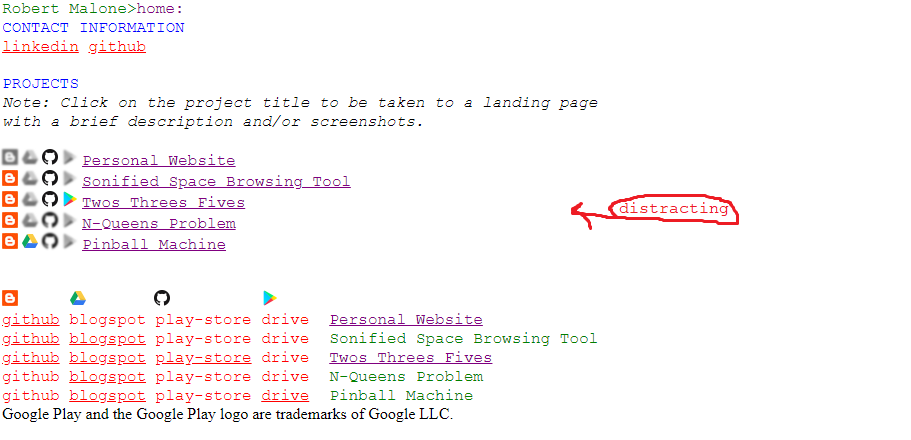 Robert Malone>home:
CONTACT INFORMATION
linkedin github
PROJECTS
Note: Click on the project title to be taken to a landing page
with a brief description and/or screenshots.
Personal Website
Sonified Space Browsing Tool
Twos Threes Fives
distracting
N-Queens Problem
Pinball Machine
github blogspot play-store drive Personal Website
github blogspot play-store drive Sonified Space Browsing Tool
github blogspot play-store drive Twos Threes Fives
github blogspot play-store drive N-Queens Problem
github blogspot play-store drive Pinball Machine
Google Play and the Google Play logo are trademarks of Google LLC.